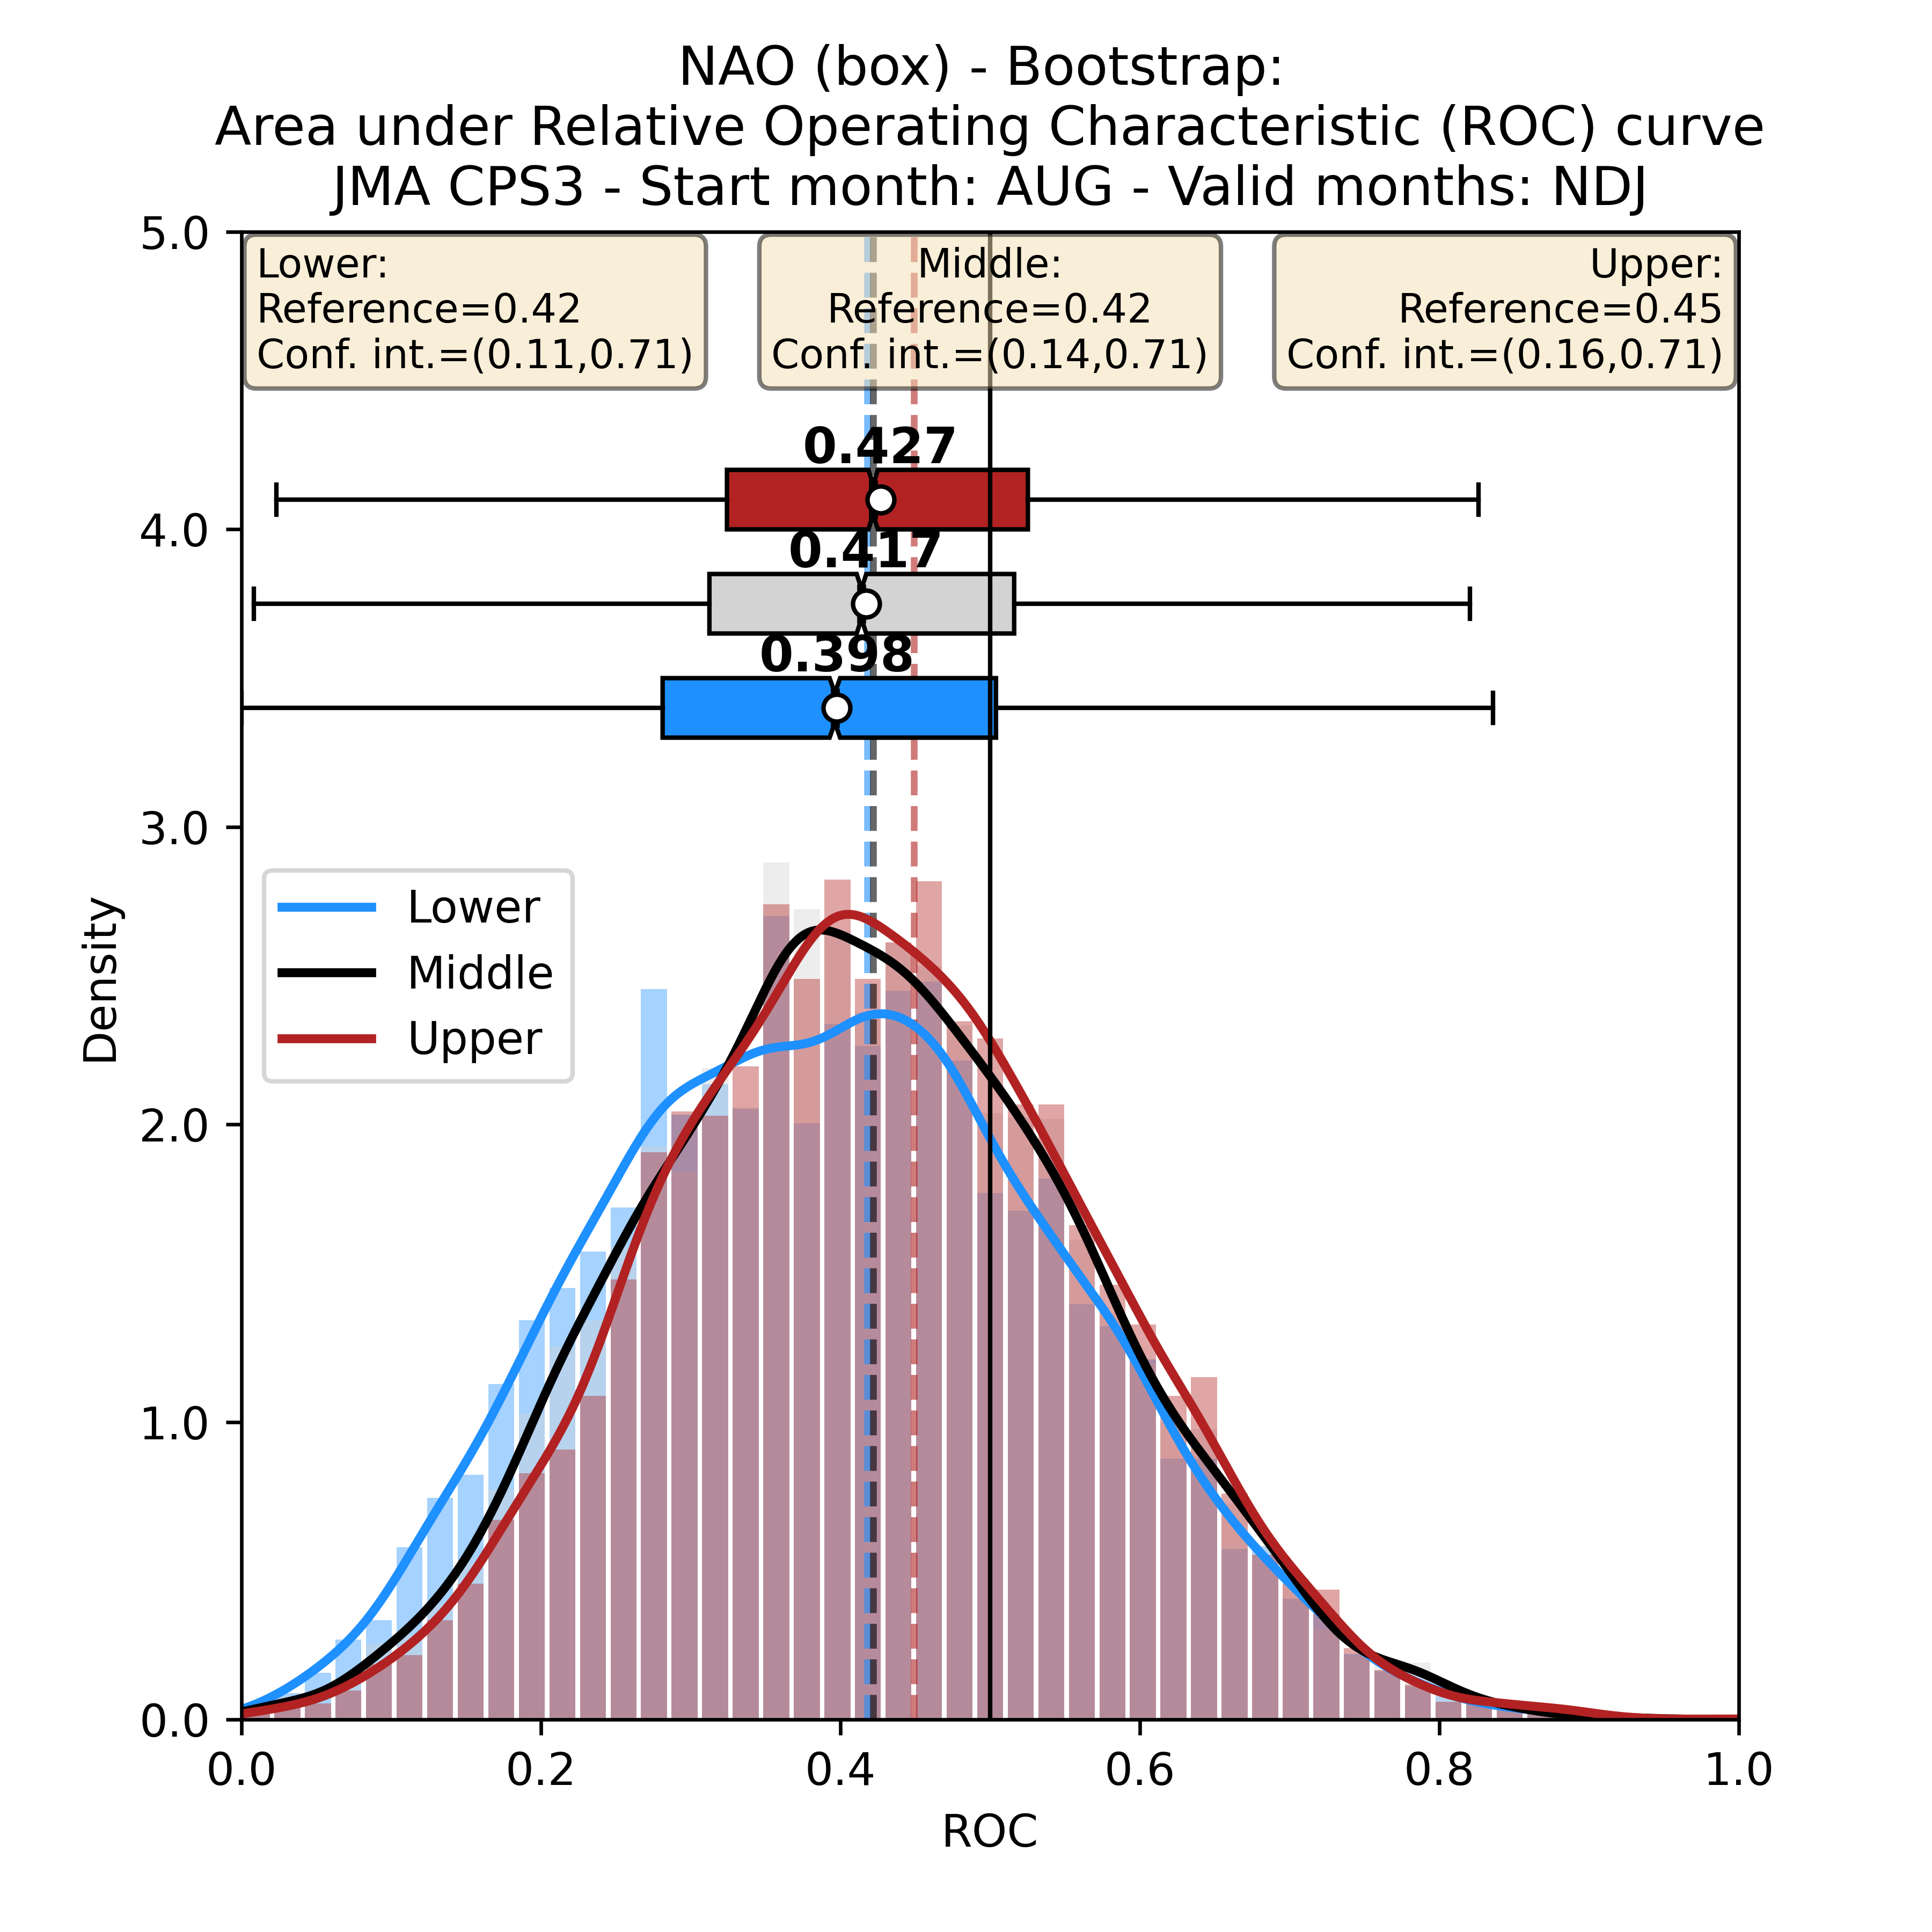 NAO (box) - Bootstrap:
Area under Relative Operating Characteristic (ROC) curve
JMA CPS3 - Start month: AUG - Valid months: NDJ
Lower:
Reference=0.42
Conf. int.=(0.11,0.71)
Middle:
Reference=0.42
Conf. int.=(0.14,0.71)
Upper:
Reference=0.45
Conf. int.=(0.16,0.71)
0.427
0.417
0.398
5.0
4.0
3.0
2.0
1.0
0.0
Density
Lower
Middle
Upper
0.0
0.2
0.4
0.6
0.8
1.0
ROC